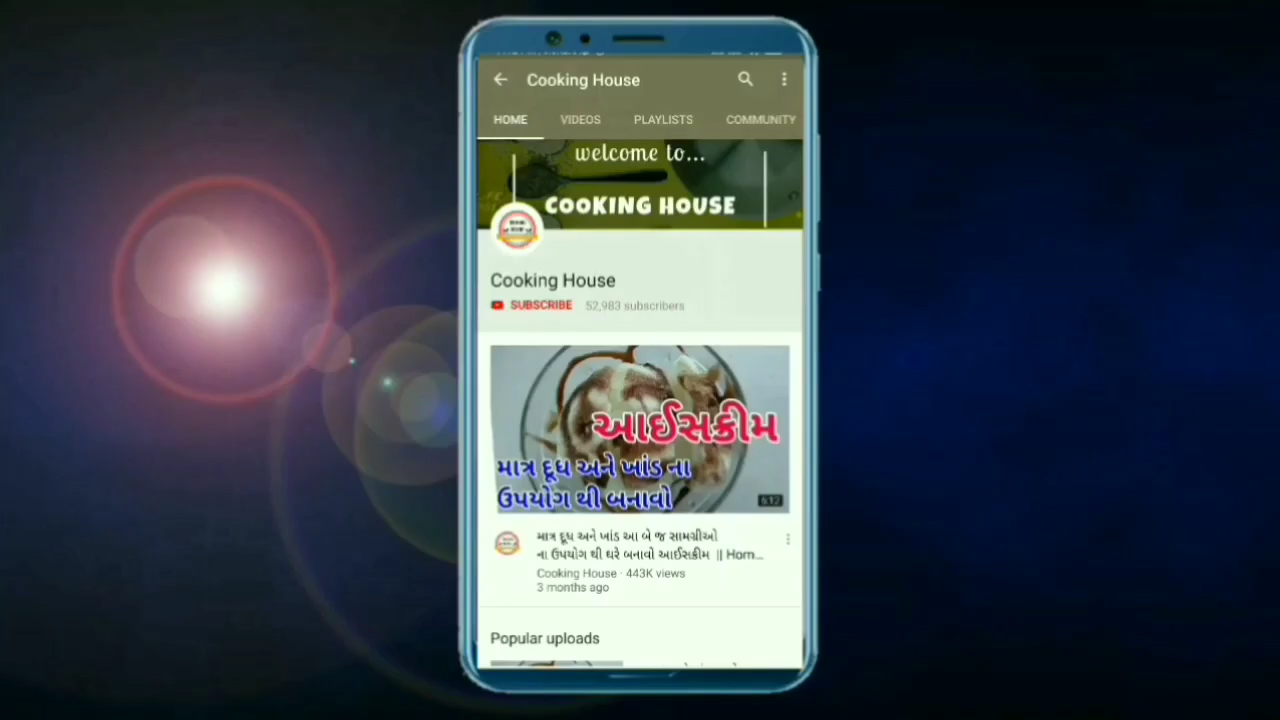 Cooking House
HOME VIDEOS PLAYLISTS COMMUNITY
welcome to...
COOKING HOUSE
Cooking House
SUBSCRIBE 52,983 subscribers
આઈસક્રીમ
માત્ર દૂધ અને ખાંડ ના
ઉપયોગ થી બનાવો
6:12
માત્ર દૂધ અને ખાંડ આ બે જ સામગ્રીઓ
ના ઉપયોગ થી ઘરે બનાવો આઈસક્રીમ || Hom...
Cooking House · 443K views
3 months ago
Popular uploads